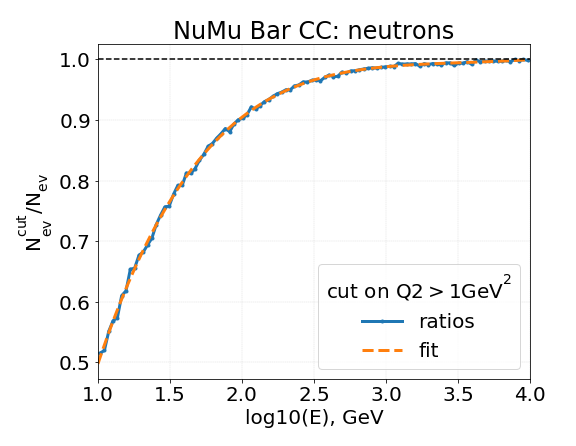 NuMu Bar CC: neutrons
N_ev^cut/N_ev
1.0
0.9
0.8
0.7
0.6
0.5
cut on Q2 > 1GeV^2
ratios
fit
1.0 1.5 2.0 2.5 3.0 3.5 4.0
log10(E), GeV